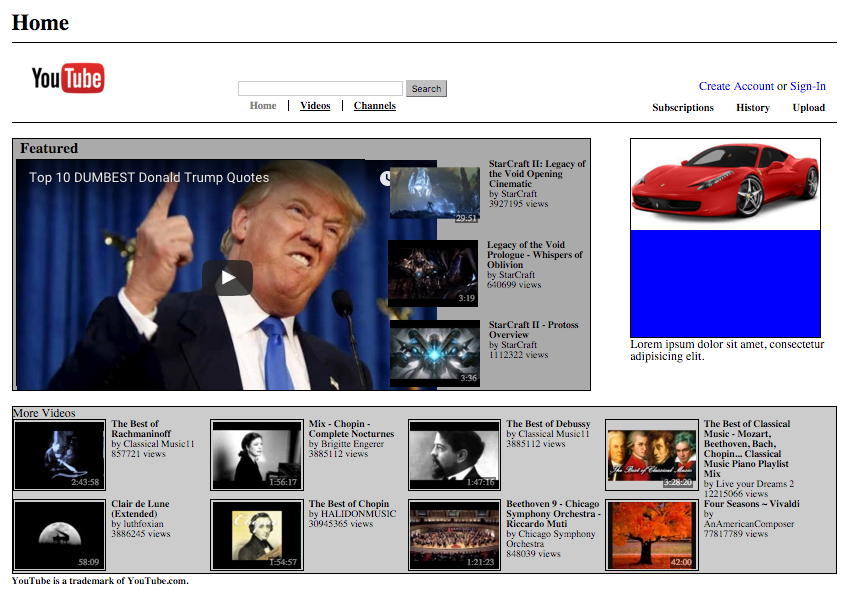 Home
YouTube
Search
Create Account or Sign-In
Home
Videos
Channels
Subscriptions
History
Upload
Featured
Top 10 DUMBEST Donald Trump Quotes
StarCraft II: Legacy of
the Void Opening
Cinematic
by StarCraft
3927195 views
29:51
Legacy of the Void
Prologue - Whispers of
Oblivion
by StarCraft
640699 views
3:19
StarCraft II - Protoss
Overview
by StarCraft
1112322 views
3:36
Lorem ipsum dolor sit amet, consectetur
adipisicing elit.
More Videos
2:43:58
The Best of
Rachmaninoff
by Classical Music11
857721 views
1:56:17
Mix - Chopin -
Complete Nocturnes
by Brigitte Engerer
3885112 views
1:47:16
The Best of Debussy
by Classical Music11
3885112 views
The Best of Classical Music
3:28:20
The Best of Classical
Music - Mozart,
Beethoven, Bach,
Chopin... Classical
Music Piano Playlist
Mix
by Live your Dreams 2
12215066 views
58:09
Clair de Lune
(Extended)
by luthfoxian
3886245 views
1:54:57
The Best of Chopin
by HALIDONMUSIC
30945365 views
1:21:23
Beethoven 9 - Chicago
Symphony Orchestra -
Riccardo Muti
by Chicago Symphony
Orchestra
848039 views
42:00
Four Seasons ~ Vivaldi
by
AnAmericanComposer
77817789 views
YouTube is a trademark of YouTube.com.